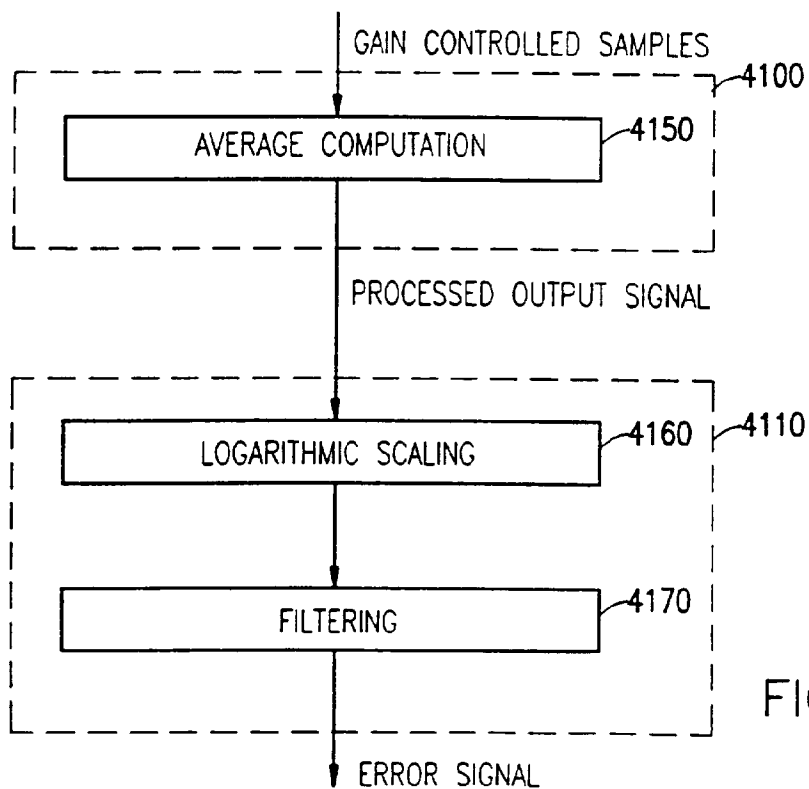 GAIN CONTROLLED SAMPLES
4100
AVERAGE COMPUTATION
4150
PROCESSED OUTPUT SIGNAL
LOGARITHMIC SCALING
4160
4110
FILTERING
4170
ERROR SIGNAL